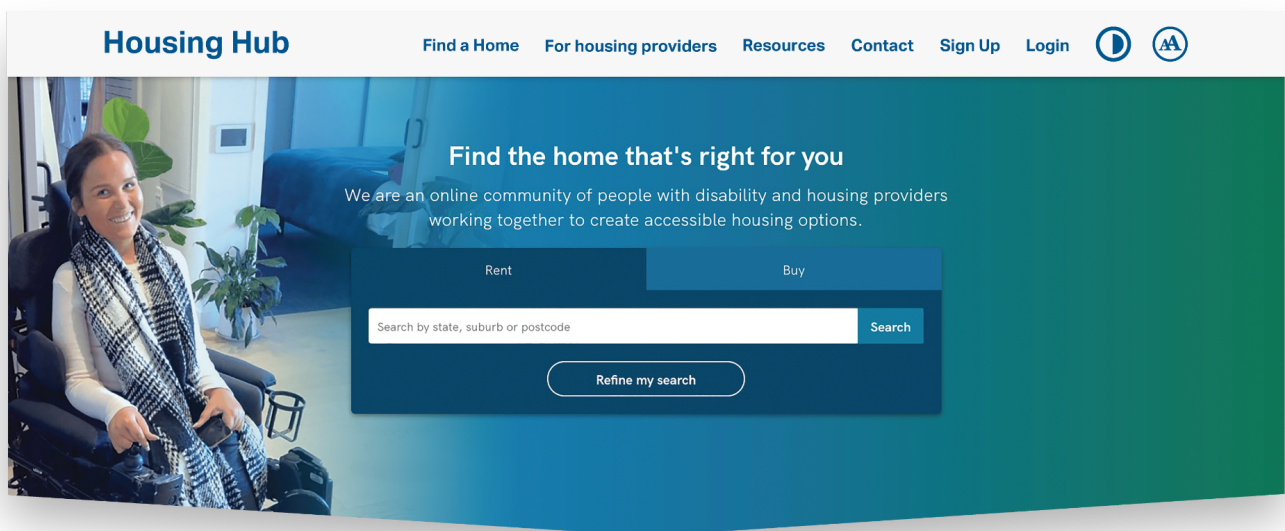 Housing Hub
Find a Home
For housing providers
Resources
Contact
Sign Up
Login
AA
Find the home that's right for you
We are an online community of people with disability and housing providers
working together to create accessible housing options.
Rent
Buy
Search by state, suburb or postcode
Search
Refine my search